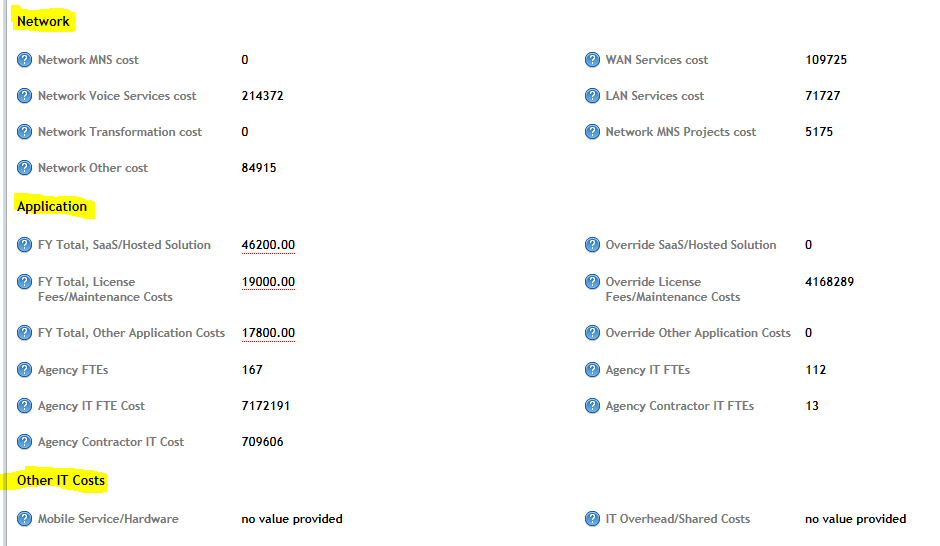 Network
Network MNS cost 0 WAN Services cost 109725
Network Voice Services cost 214372 LAN Services cost 71727
Network Transformation cost 0 Network MNS Projects cost 5175
Network Other cost 84915
Application
FY Total, SaaS/Hosted Solution 46200.00 Override SaaS/Hosted Solution 0
FY Total, License 19000.00 Override License 4168289
Fees/Maintenance Costs Fees/Maintenance Costs
FY Total, Other Application Costs 17800.00 Override Other Application Costs 0
Agency FTEs 167 Agency IT FTEs 112
Agency IT FTE Cost 7172191 Agency Contractor IT FTEs 13
Agency Contractor IT Cost 709606
Other IT Costs
Mobile Service/Hardware no value provided IT Overhead/Shared Costs no value provided